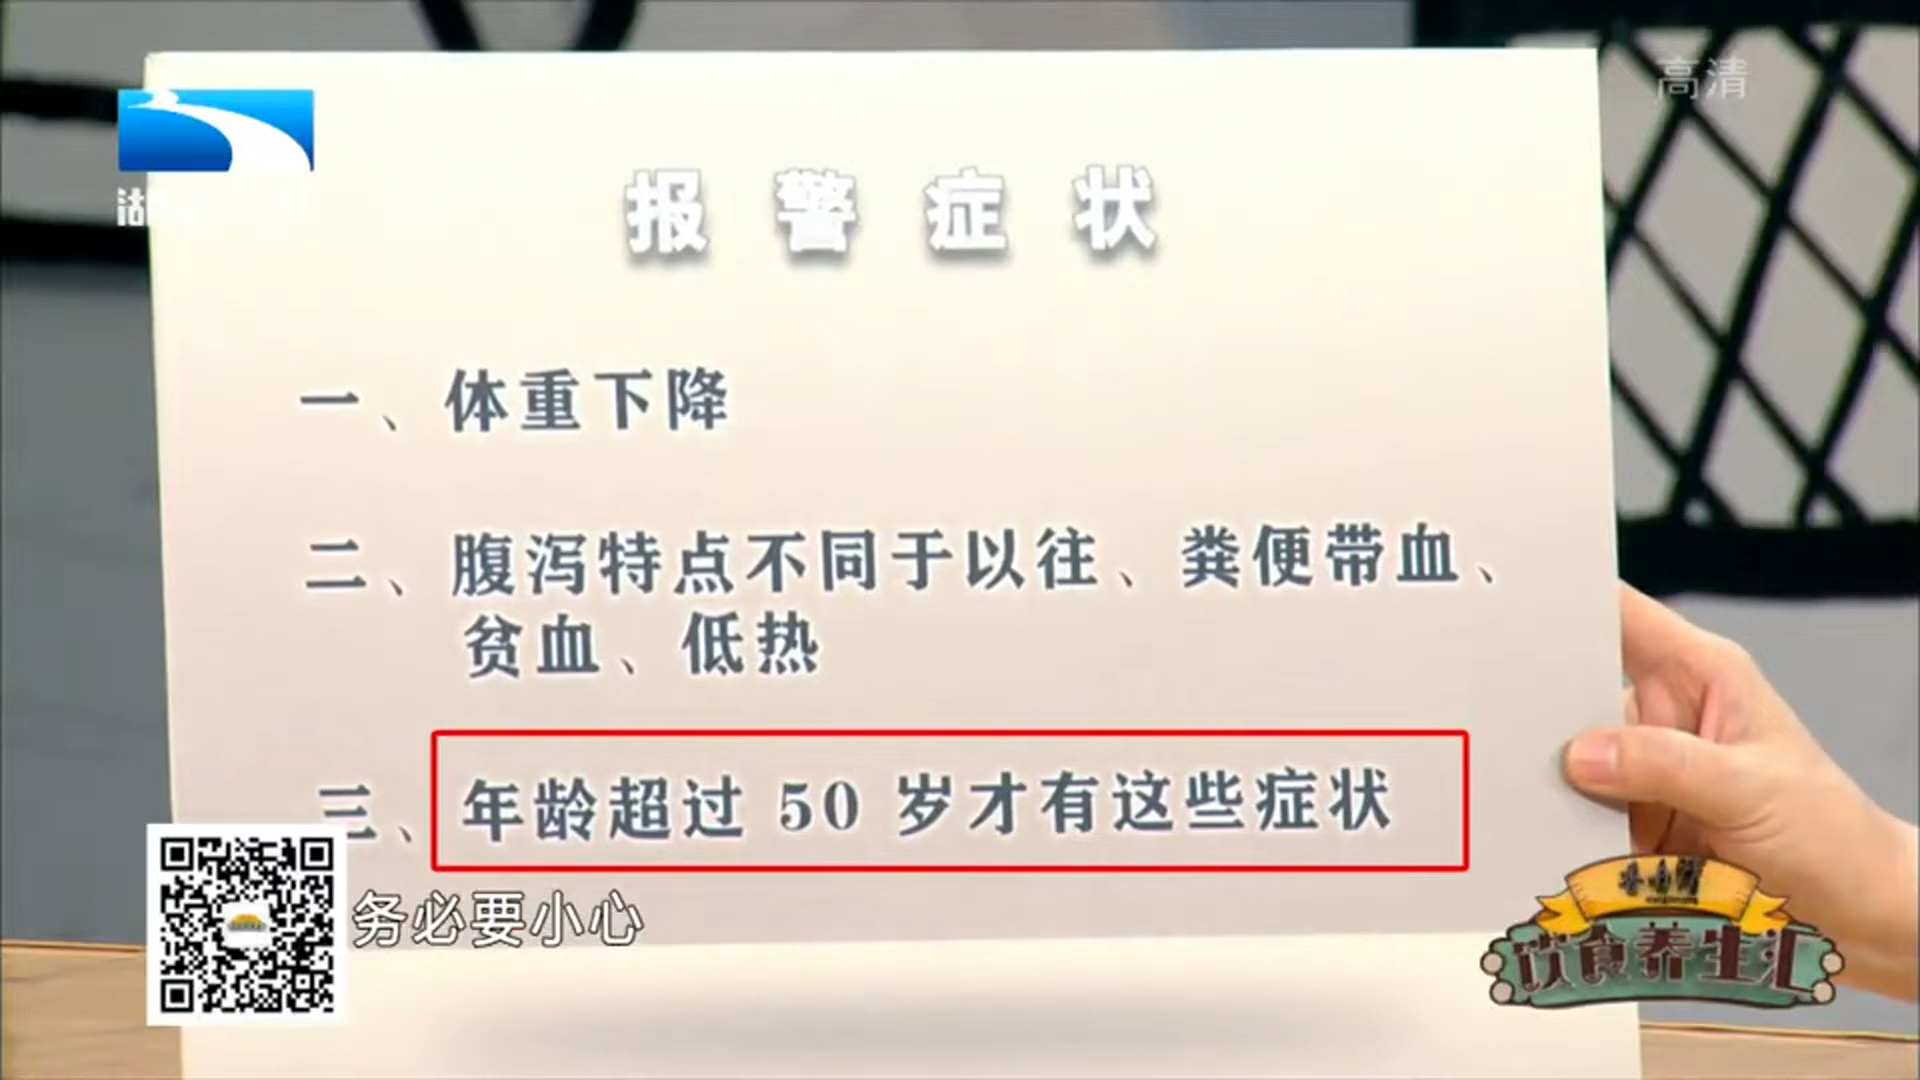 高清
湖
报警症状
一、体重下降
二、腹泻特点不同于以往、粪便带血、
贫血、低热
三、年龄超过 50 岁才有这些症状
务必要小心
饮食养生汇